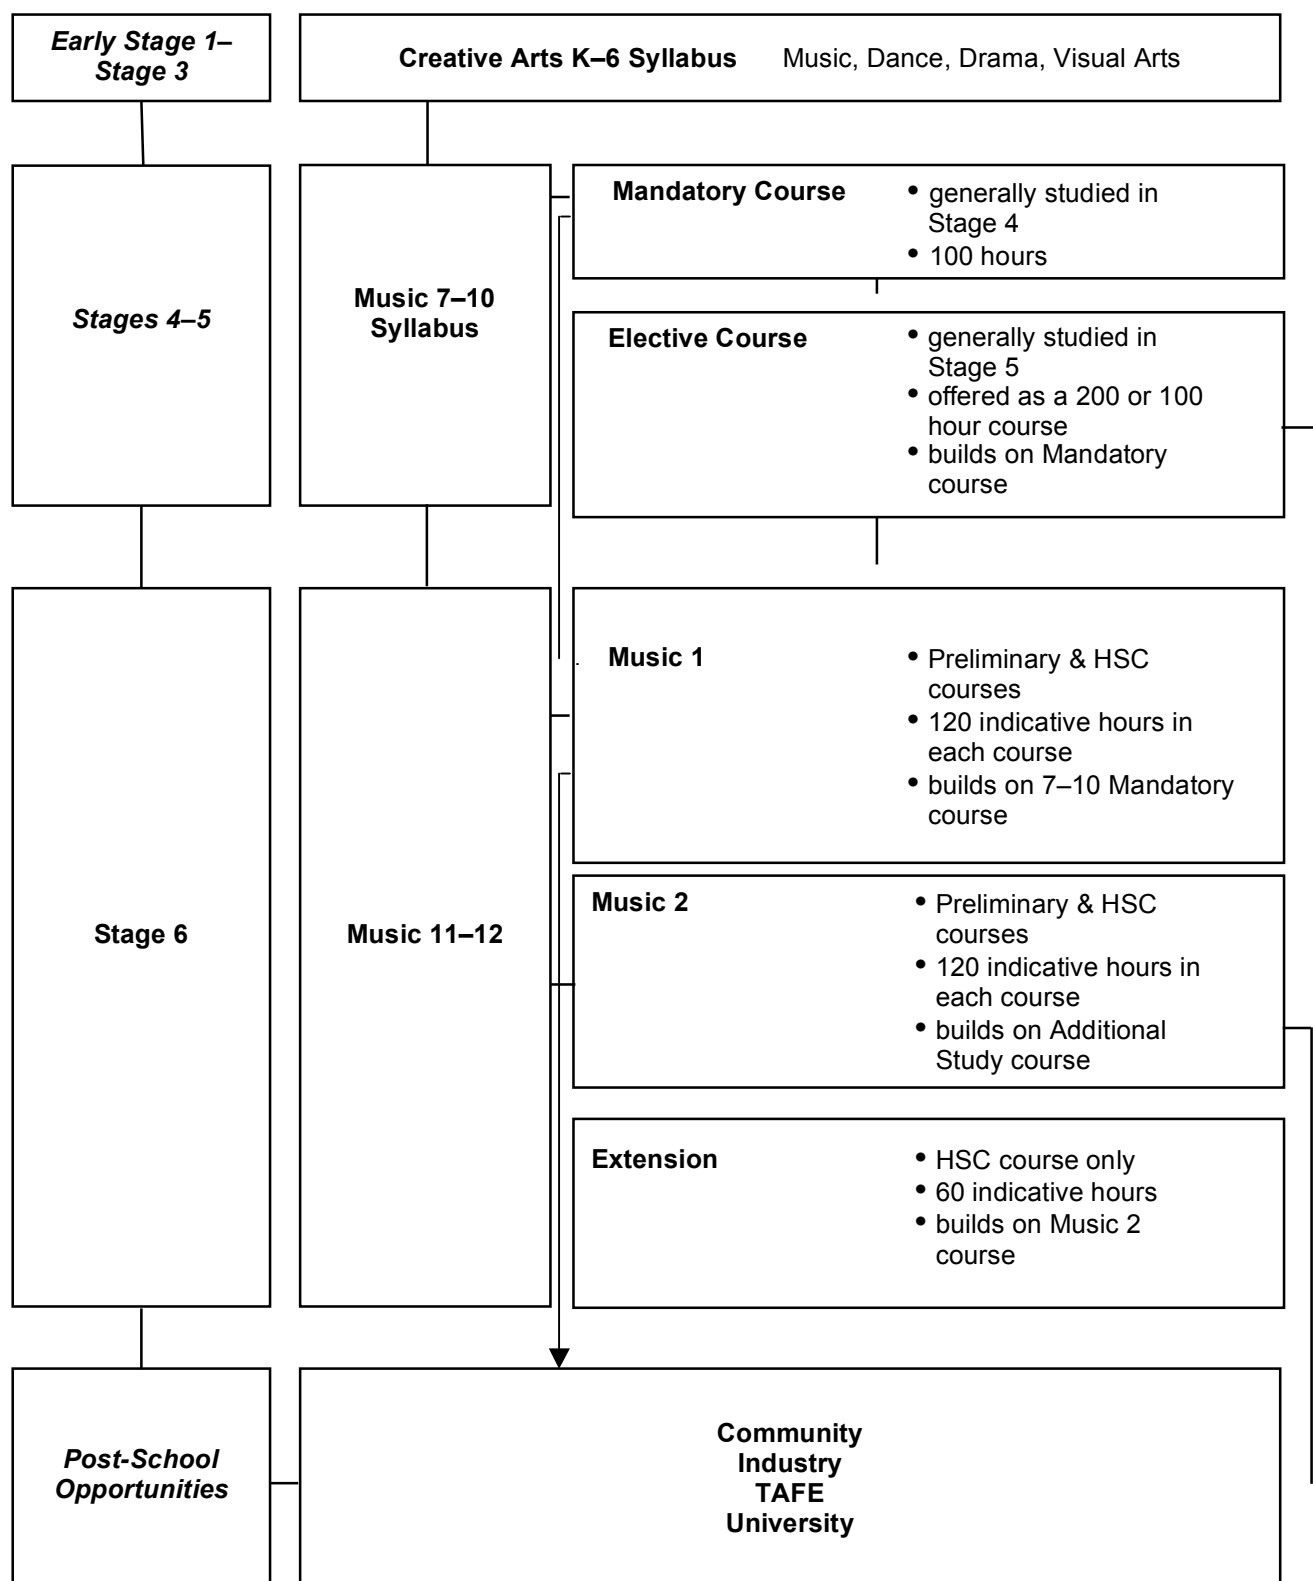 Early Stage 1–
Stage 3
Creative Arts K–6 Syllabus Music, Dance, Drama, Visual Arts
Stages 4–5
Music 7–10
Syllabus
Mandatory Course
• generally studied in
Stage 4
• 100 hours
Elective Course
• generally studied in
Stage 5
• offered as a 200 or 100
hour course
• builds on Mandatory
course
Stage 6
Music 11–12
Music 1
• Preliminary & HSC
courses
• 120 indicative hours in
each course
• builds on 7–10 Mandatory
course
Music 2
• Preliminary & HSC
courses
• 120 indicative hours in
each course
• builds on Additional
Study course
Extension
• HSC course only
• 60 indicative hours
• builds on Music 2
course
Post-School
Opportunities
Community
Industry
TAFE
University